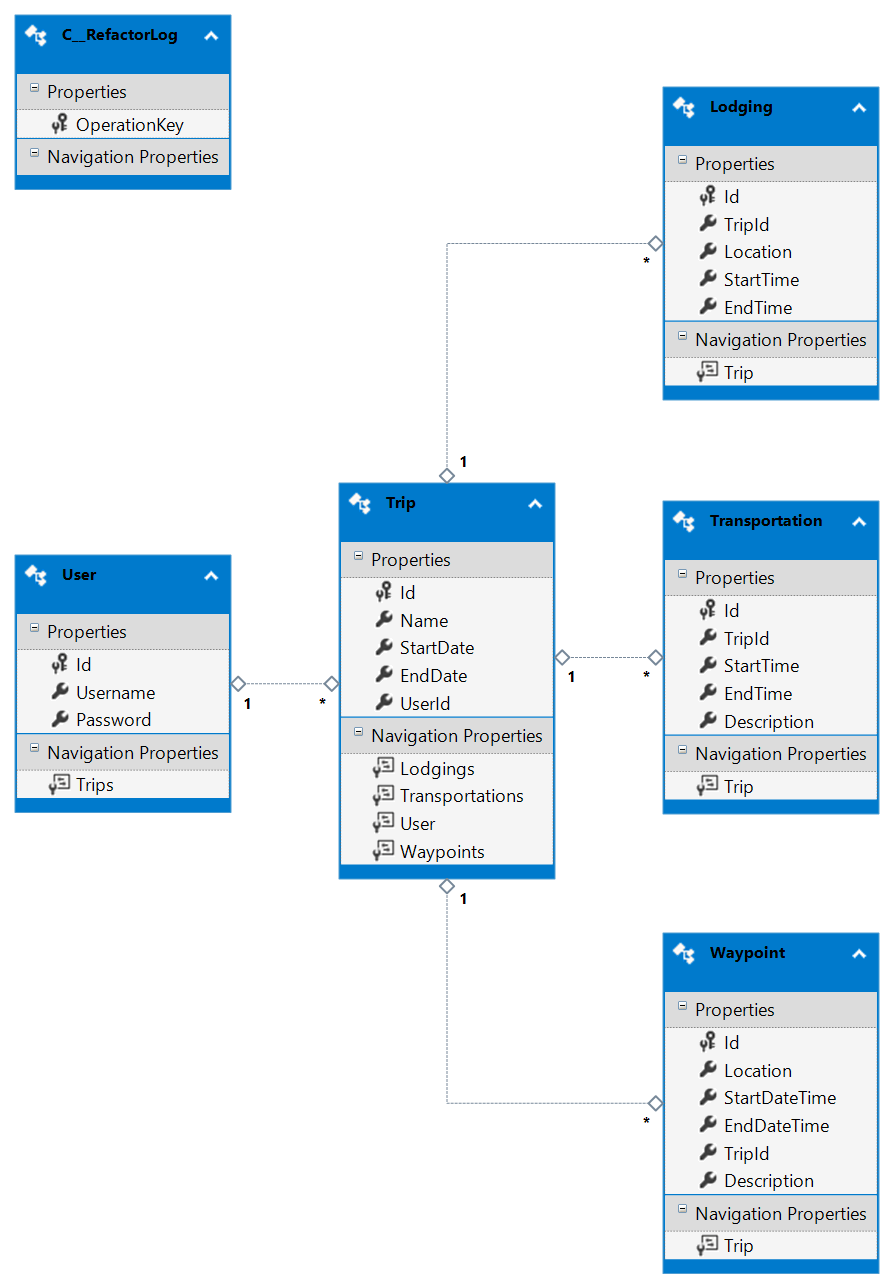 C__RefactorLog
Properties
OperationKey
Navigation Properties
Lodging
Properties
Id
TripId
Location
StartTime
EndTime
Navigation Properties
Trip
*
1
Trip
Properties
Id
Name
StartDate
EndDate
UserId
Navigation Properties
Lodgings
Transportations
User
Waypoints
Transportation
Properties
Id
TripId
StartTime
EndTime
Description
Navigation Properties
Trip
1
*
User
Properties
Id
Username
Password
Navigation Properties
Trips
1
*
1
Waypoint
Properties
Id
Location
StartDateTime
EndDateTime
TripId
Description
Navigation Properties
Trip
*